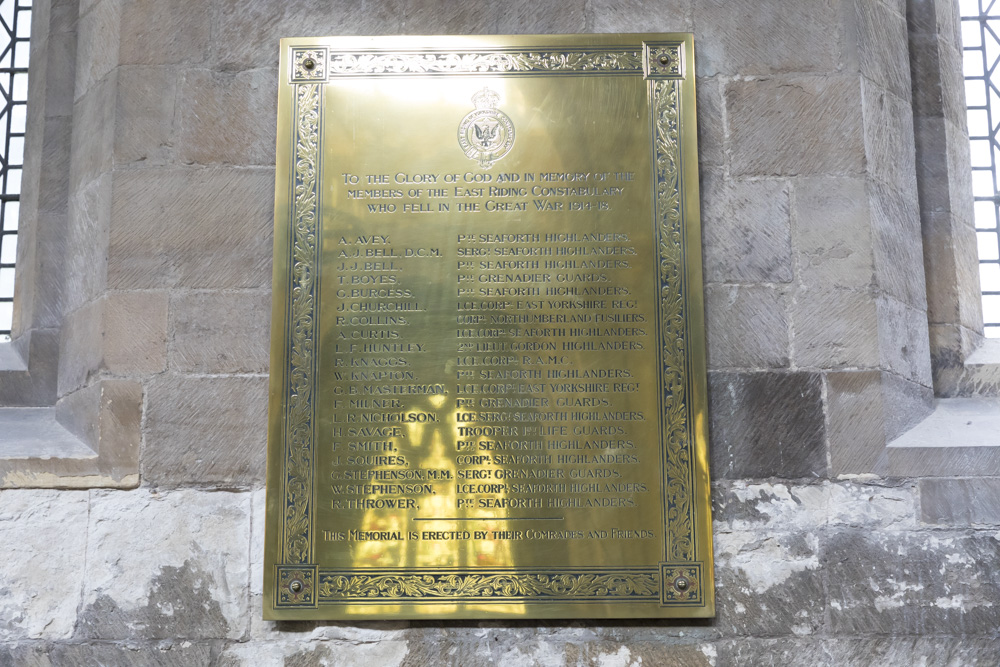 TO THE GLORY OF GOD AND IN MEMORY OF THE
MEMBERS OF THE EAST RIDING CONSTABULARY
WHO FELL IN THE GREAT WAR 1914-18.
A. AVEY, PTE SEAFORTH HIGHLANDERS.
A. J. BELL, D.C.M. SERGT SEAFORTH HIGHLANDERS.
J. J. BELL, PTE SEAFORTH HIGHLANDERS.
T. BOYES, PTE GRENADIER GUARDS.
G. BURGESS, PTE SEAFORTH HIGHLANDERS.
J. CHURCHILL, LCE CORPL EAST YORKSHIRE REGT
R. COLLINS, CORPL NORTHUMBERLAND FUSILIERS.
A. CURTIS, LCE CORPL SEAFORTH HIGHLANDERS.
L. F. HUNTLEY, 2ND LIEUT GORDON HIGHLANDERS.
KNAGGS, LCE CORPL R.A.M.C.
W. KNAPTON, PTE SEAFORTH HIGHLANDERS.
MASTERMAN, LCE CORPL EAST YORKSHIRE REGT
MILNER, PTE GRENADIER GUARDS.
R. NICHOLSON, LCE SERGT SEAFORTH HIGHLANDERS.
H. SAVAGE, TROOPER 1ST LIFE GUARDS.
SMITH, PTE SEAFORTH HIGHLANDERS.
SQUIRES, CORPL SEAFORTH HIGHLANDERS.
G. STEPHENSON, M.M. SERGT GRENADIER GUARDS.
W. STEPHENSON, LCE CORPL SEAFORTH HIGHLANDERS.
R. THROWER, PTE SEAFORTH HIGHLANDERS.
THIS MEMORIAL IS ERECTED BY THEIR COMRADES AND FRIENDS.